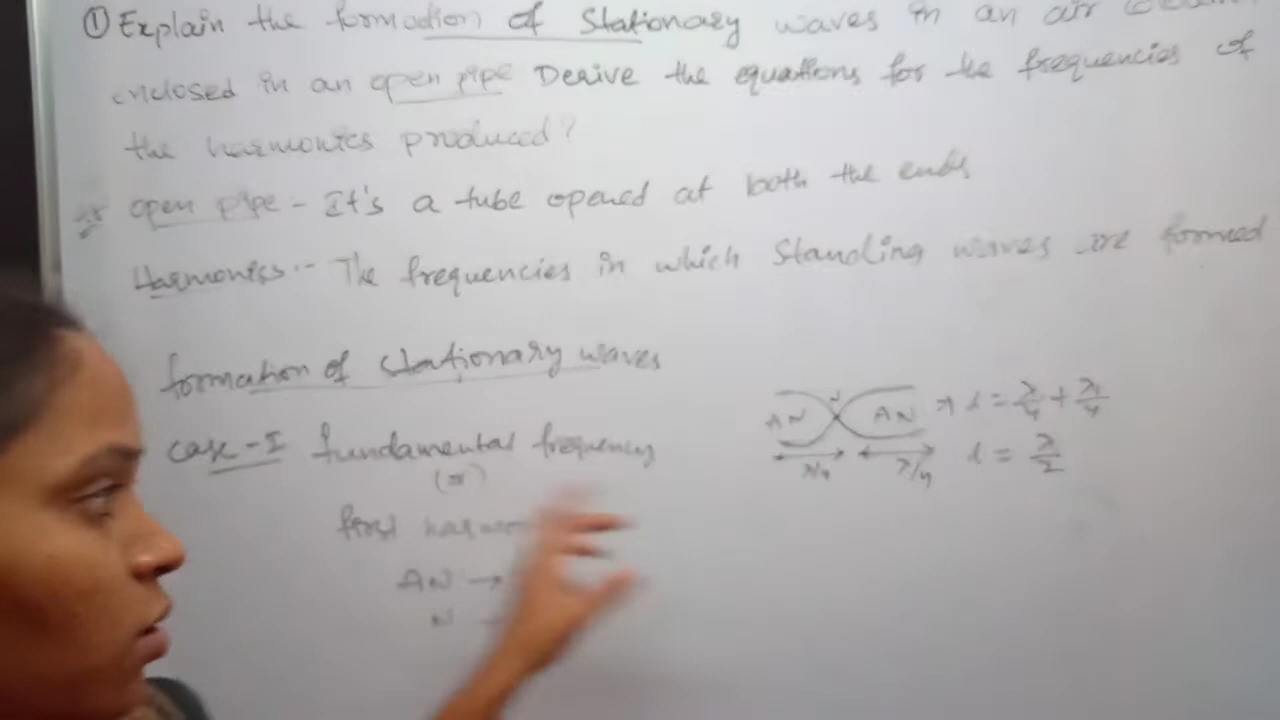 ① Explain the formation of Stationary waves in an air
enclosed in an open pipe Derive the equations for the frequencies of
the harmonics produced?
open pipe - It's a tube opened at both the ends
Harmonics:- The frequencies in which Standing waves are formed
formation of stationary waves
case-I fundamental frequency
first
AN →
N
AN N AN l = λ/4 + λ/4
λ/4 λ/4 l = λ/2